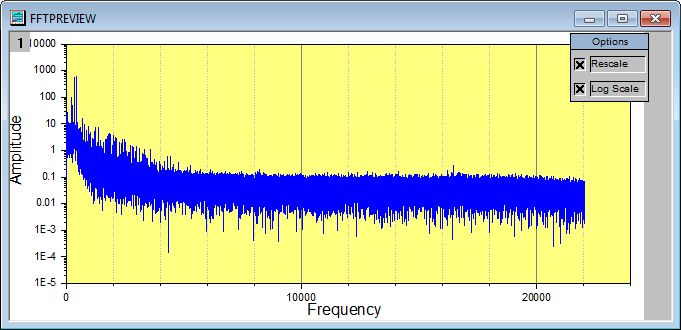 FFTPREVIEW
1
Options
Rescale
Log Scale
10000
1000
100
10
1
0.1
0.01
1E-3
1E-4
1E-5
Amplitude
0
10000
20000
Frequency